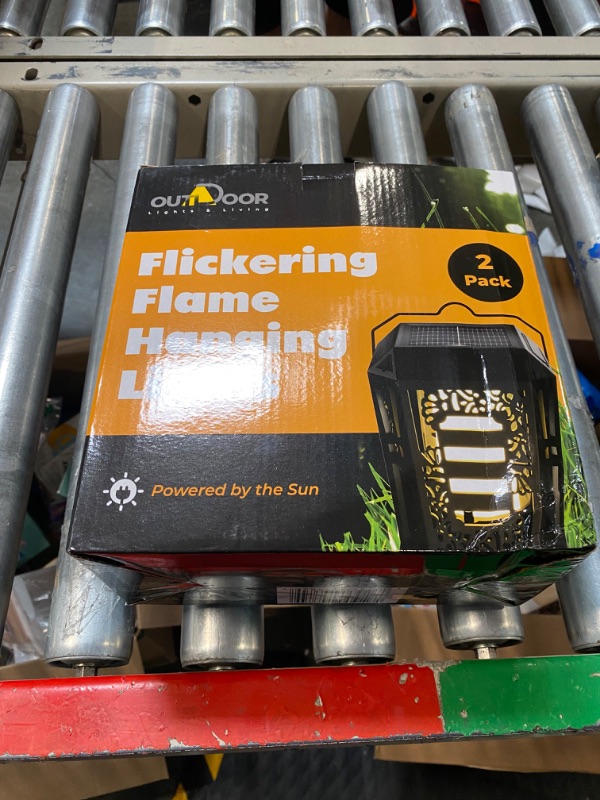 OUTDOOR
Lights & Living
Flickering
Flame
Hanging
2
Pack
Powered by the Sun